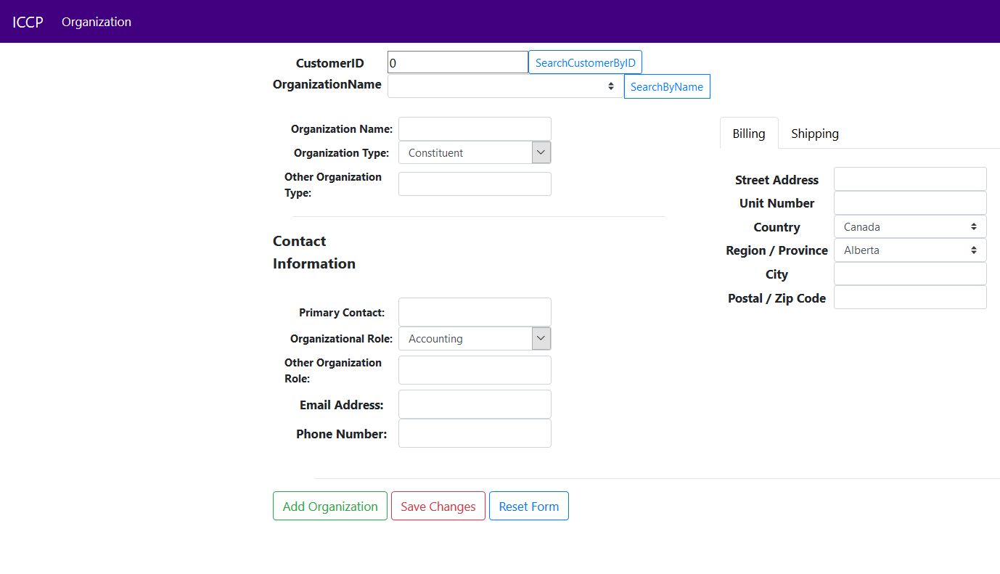 ICCP Organization
CustomerID 0 SearchCustomerByID
OrganizationName SearchByName
Organization Name:
Organization Type: Constituent
Other Organization
Type:
Contact
Information
Primary Contact:
Organizational Role: Accounting
Other Organization
Role:
Email Address:
Phone Number:
Billing Shipping
Street Address
Unit Number
Country Canada
Region / Province Alberta
City
Postal / Zip Code
Add Organization Save Changes Reset Form